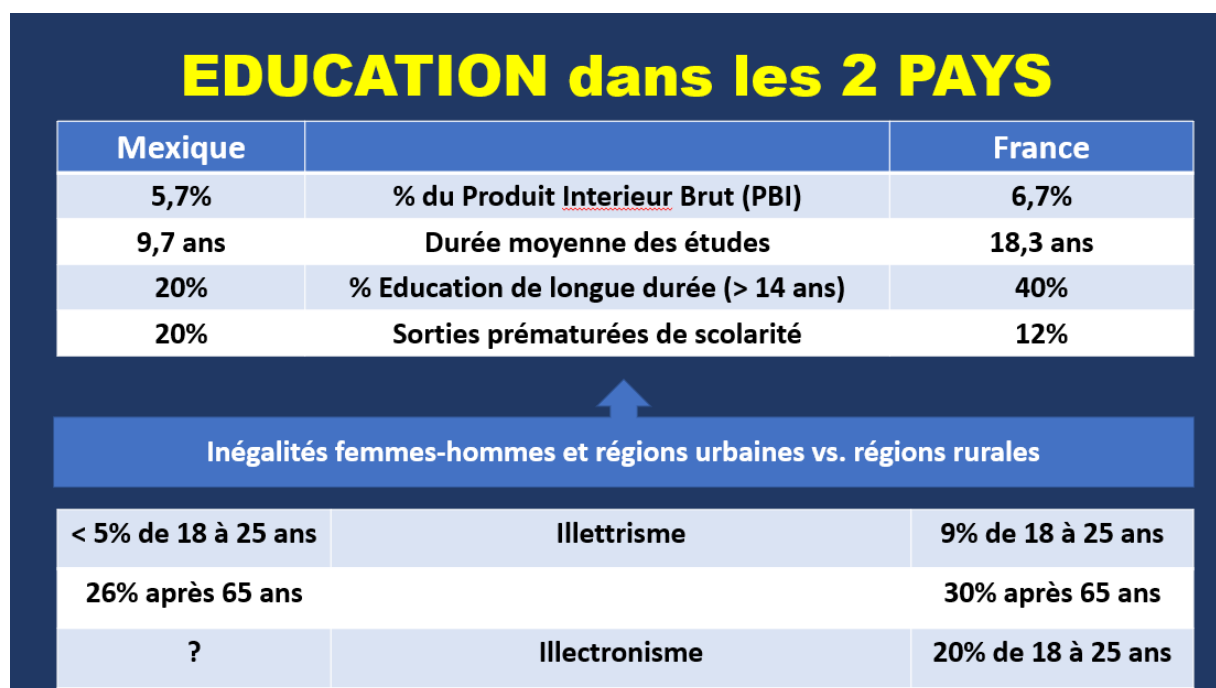 EDUCATION dans les 2 PAYS
Mexique France
5,7% % du Produit Interieur Brut (PBI) 6,7%
9,7 ans Durée moyenne des études 18,3 ans
20% % Education de longue durée (> 14 ans) 40%
20% Sorties prématurées de scolarité 12%
Inégalités femmes-hommes et régions urbaines vs. régions rurales
< 5% de 18 à 25 ans Illettrisme 9% de 18 à 25 ans
26% après 65 ans 30% après 65 ans
? Illectronisme 20% de 18 à 25 ans